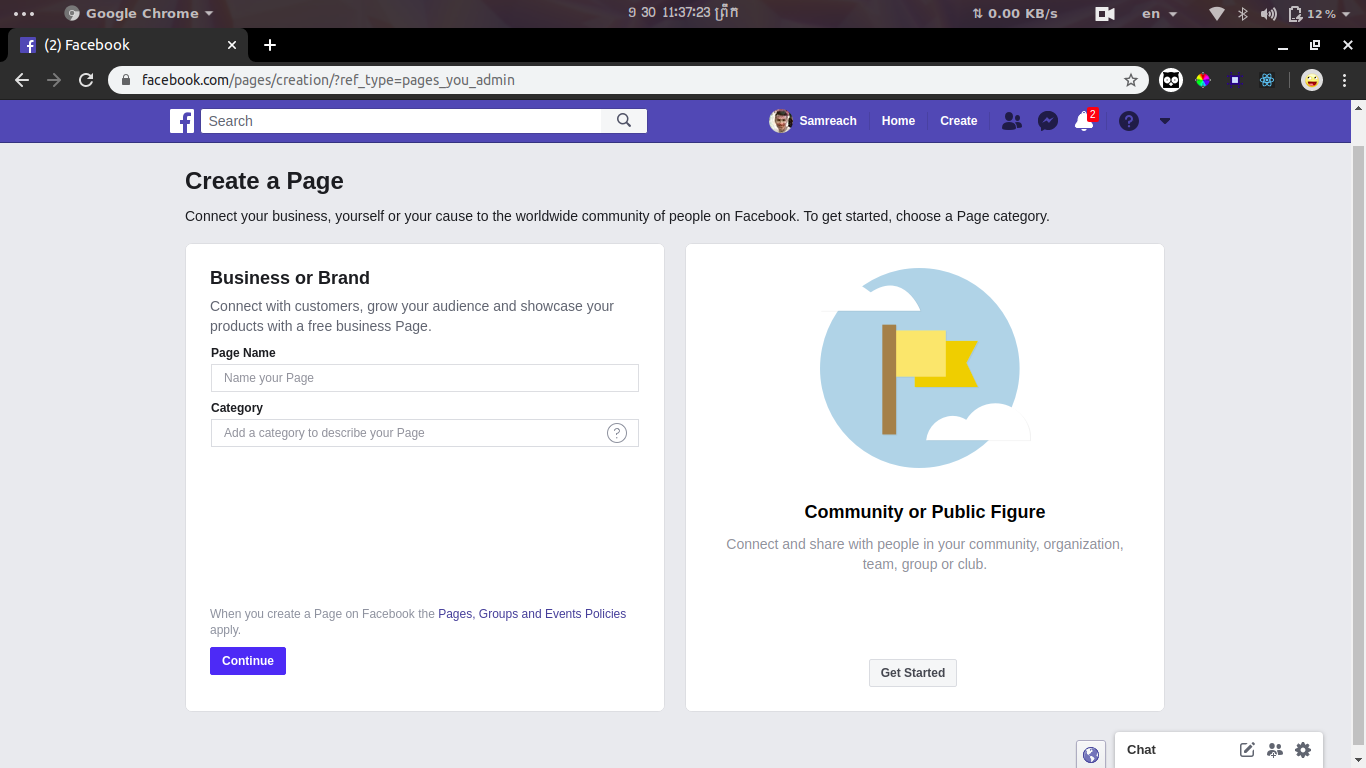 Google Chrome
9 30 11:37:23 ព្រឹក
0.00 KB/s
en
12 %
(2) Facebook
facebook.com/pages/creation/?ref_type=pages_you_admin
Search
Samreach
Home
Create
2
Create a Page
Connect your business, yourself or your cause to the worldwide community of people on Facebook. To get started, choose a Page category.
Business or Brand
Connect with customers, grow your audience and showcase your
products with a free business Page.
Page Name
Name your Page
Category
Add a category to describe your Page
?
When you create a Page on Facebook the Pages, Groups and Events Policies
apply.
Continue
Community or Public Figure
Connect and share with people in your community, organization,
team, group or club.
Get Started
Chat